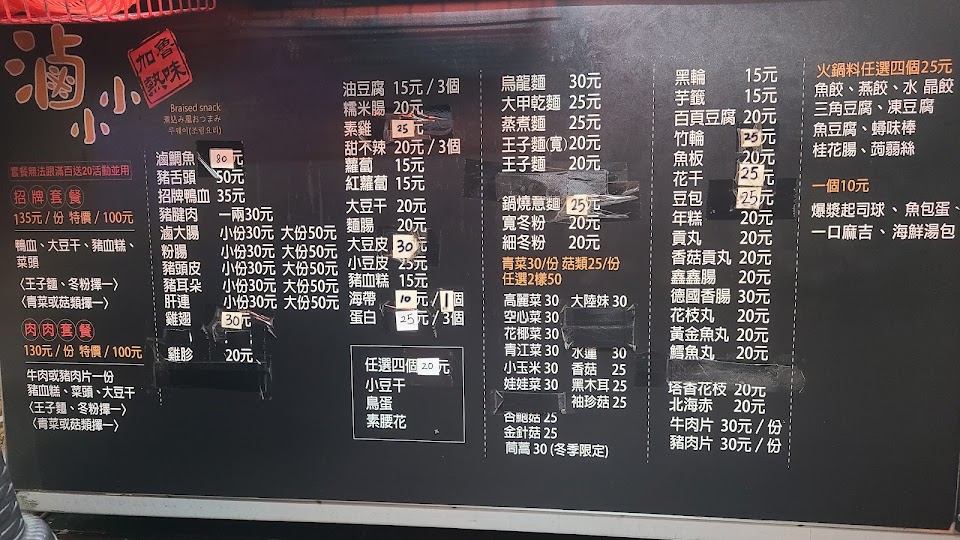 滷小小
加魯熱味
Braised snack
煮込み風おつまみ
套餐無法跟滿百送20活動並用
招牌套餐
135元/份 特價/100元
鴨血、大豆干、豬血糕、
菜頭
〈王子麵、冬粉擇一〉
〈青菜或菇類擇一〉
肉肉套餐
130元/份 特價/100元
牛肉或豬肉片一份
豬血糕、菜頭、大豆干
〈王子麵、冬粉擇一〉
〈青菜或菇類擇一〉
滷鯛魚 80元
豬舌頭 50元
招牌鴨血 35元
豬腱肉 一兩30元
滷大腸 小份30元 大份50元
粉腸 小份30元 大份50元
豬頭皮 小份30元 大份50元
豬耳朵 小份30元 大份50元
肝連 小份30元 大份50元
雞翅 30元
雞胗 20元
油豆腐 15元/3個
糯米腸 20元
素雞 25元
甜不辣 20元/3個
蘿蔔 15元
紅蘿蔔 15元
大豆干 20元
麵腸 20元
大豆皮 30元
小豆皮 25元
豬血糕 15元
海帶 10元/1個
蛋白 25元/3個
任選四個20元
小豆干
鳥蛋
素腰花
烏龍麵 30元
大甲乾麵 25元
蒸煮麵 25元
王子麵(寬) 20元
王子麵 20元
鍋燒意麵 25元
寬冬粉 20元
細冬粉 20元
青菜30/份 菇類25/份
任選2樣50
高麗菜 30 大陸妹 30
空心菜 30
花椰菜 30
青江菜 30 水蓮 30
小玉米 30 香菇 25
娃娃菜 30 黑木耳 25
袖珍菇 25
杏鮑菇 25
金針菇 25
茼萵 30 (冬季限定)
黑輪 15元
芋籤 15元
百頁豆腐 20元
竹輪 25元
魚板 20元
花干 25元
豆包 25元
年糕 20元
貢丸 20元
香菇貢丸 20元
鑫鑫腸 20元
德國香腸 30元
花枝丸 20元
黃金魚丸 20元
鱈魚丸 20元
塔香花枝 20元
北海赤 20元
牛肉片 30元/份
豬肉片 30元/份
火鍋料任選四個25元
魚餃、燕餃、水 晶餃
三角豆腐、凍豆腐
魚豆腐、蟳味棒
桂花腸、蒟蒻絲
一個10元
爆漿起司球、魚包蛋、
一口麻吉、海鮮湯包